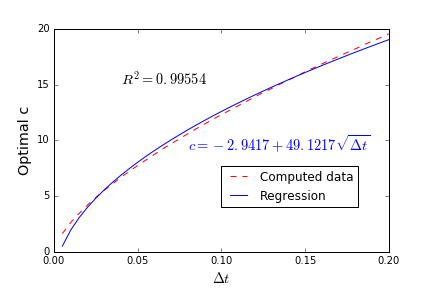 20
15
10
5
0
Optimal c
R² = 0.99554
c = −2.9417 + 49.1217√Δt
Computed data
Regression
0.00 0.05 0.10 0.15 0.20
Δt